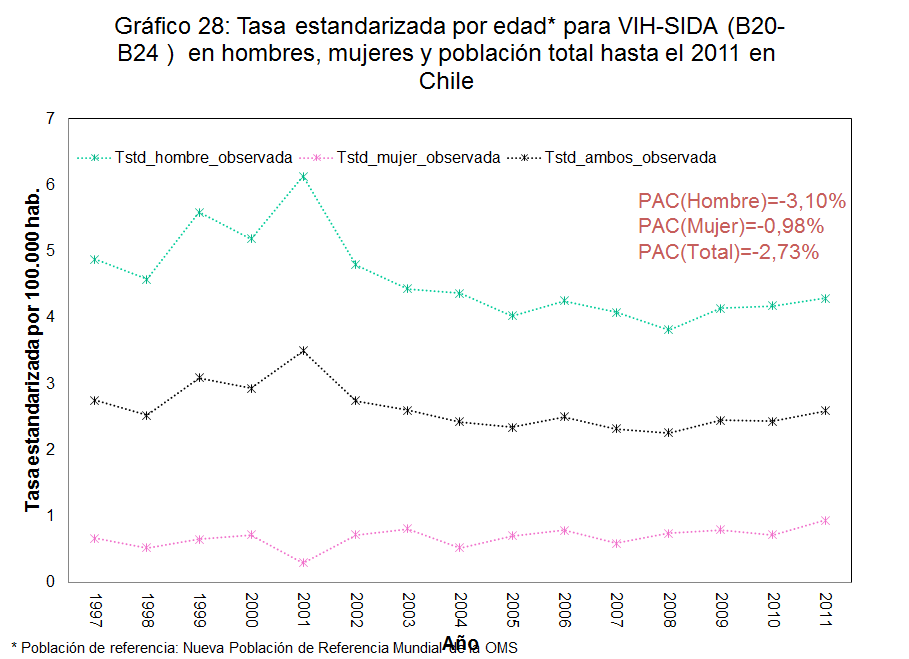 Gráfico 28: Tasa estandarizada por edad* para VIH-SIDA (B20-
B24 ) en hombres, mujeres y población total hasta el 2011 en
Chile
7
Tstd_hombre_observada Tstd_mujer_observada Tstd_ambos_observada
6
PAC(Hombre)=-3,10%
PAC(Mujer)=-0,98%
PAC(Total)=-2,73%
5
4
3
2
1
0
Tasa estandarizada por 100.000 hab.
1997 1998 1999 2000 2001 2002 2003 2004 2005 2006 2007 2008 2009 2010 2011
Año
* Población de referencia: Nueva Población de Referencia Mundial de la OMS